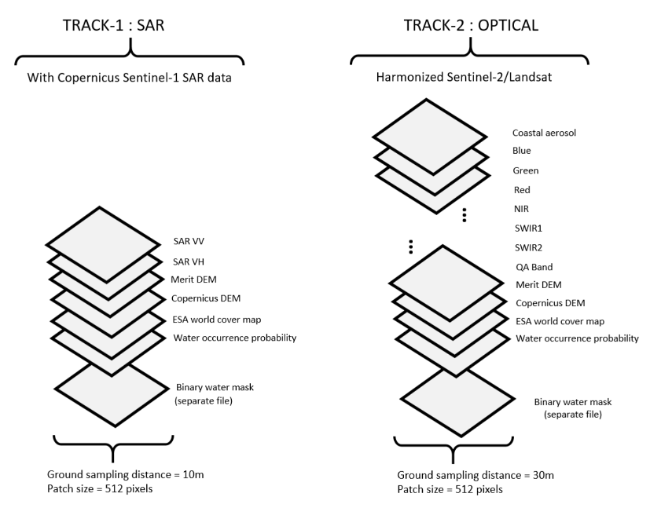 TRACK-1 : SAR
With Copernicus Sentinel-1 SAR data
SAR VV
SAR VH
Merit DEM
Copernicus DEM
ESA world cover map
Water occurrence probability
Binary water mask
(separate file)
Ground sampling distance = 10m
Patch size = 512 pixels
TRACK-2 : OPTICAL
Harmonized Sentinel-2/Landsat
Coastal aerosol
Blue
Green
Red
NIR
SWIR1
SWIR2
QA Band
Merit DEM
Copernicus DEM
ESA world cover map
Water occurrence probability
Binary water mask
(separate file)
Ground sampling distance = 30m
Patch size = 512 pixels